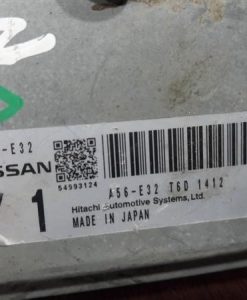 -E32
SSAN
54993124
A56-E32 T6D 1412
1
Hitachi Automotive Systems, Ltd.
MADE IN JAPAN